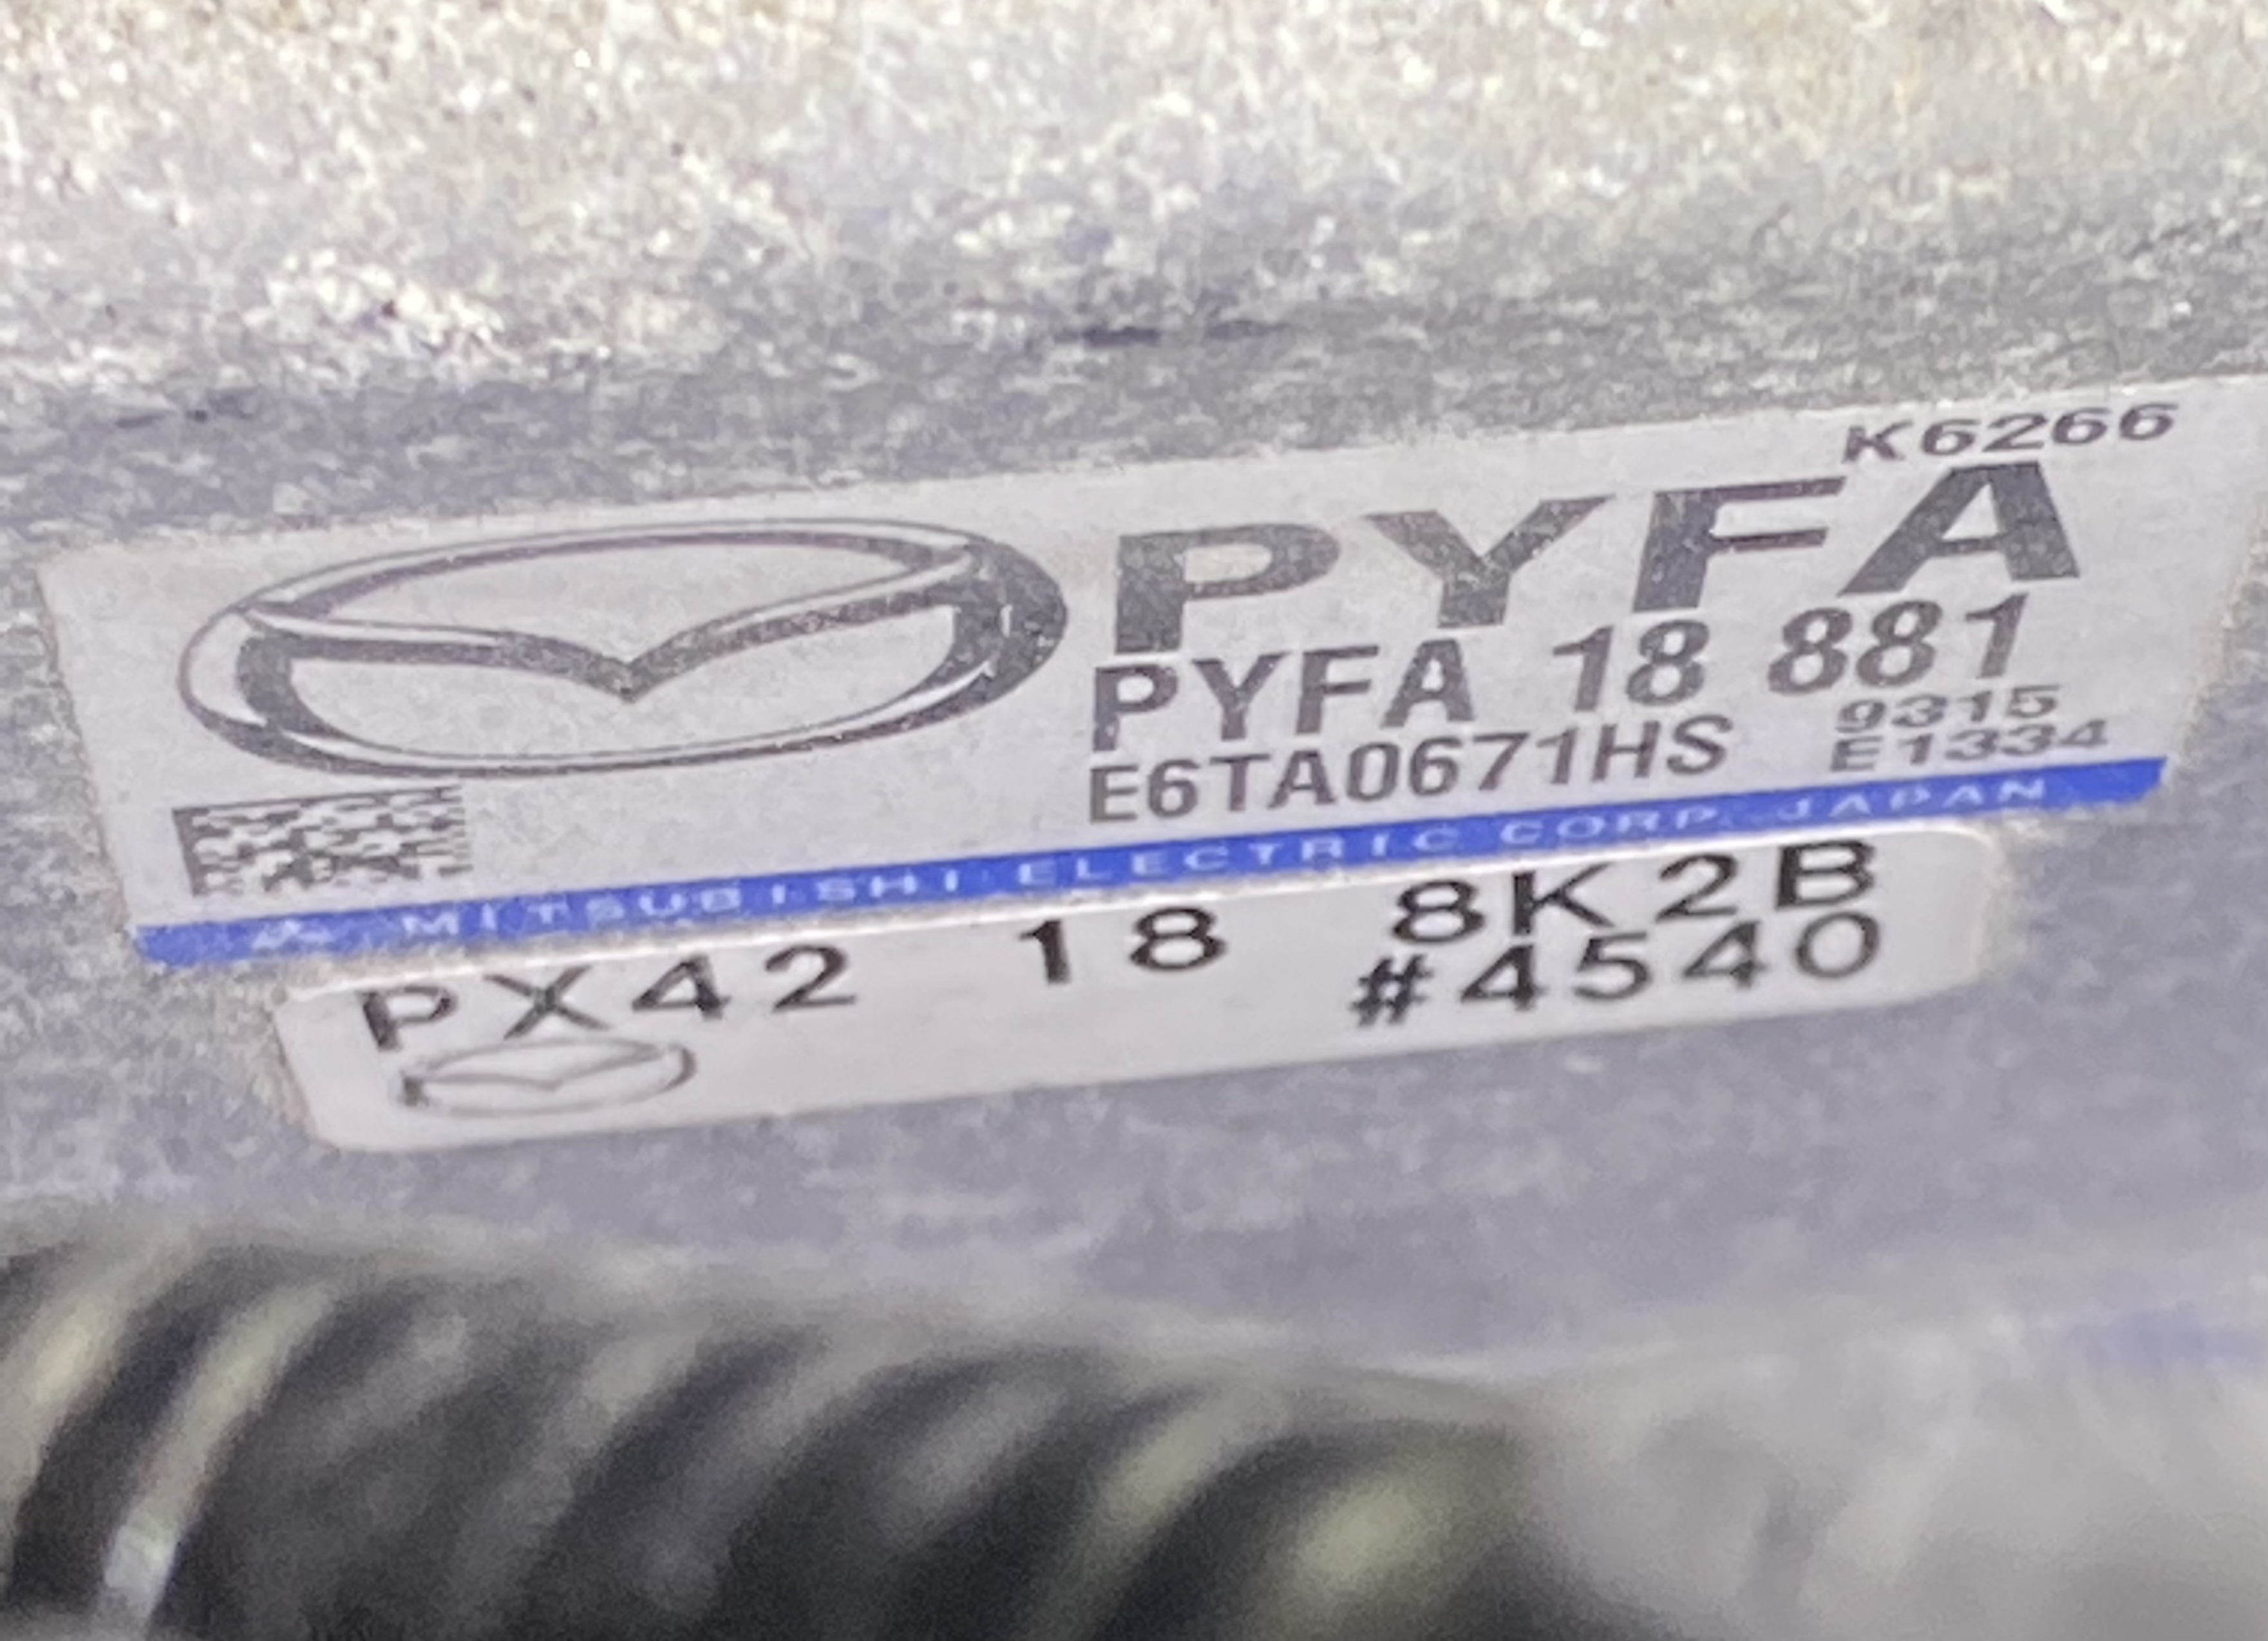 K6266
PYFA
PYFA 18 881
9315
E6TA0671HS E1334
MITSUBISHI ELECTRIC CORP. JAPAN
PX42 18 8K2B
#4540